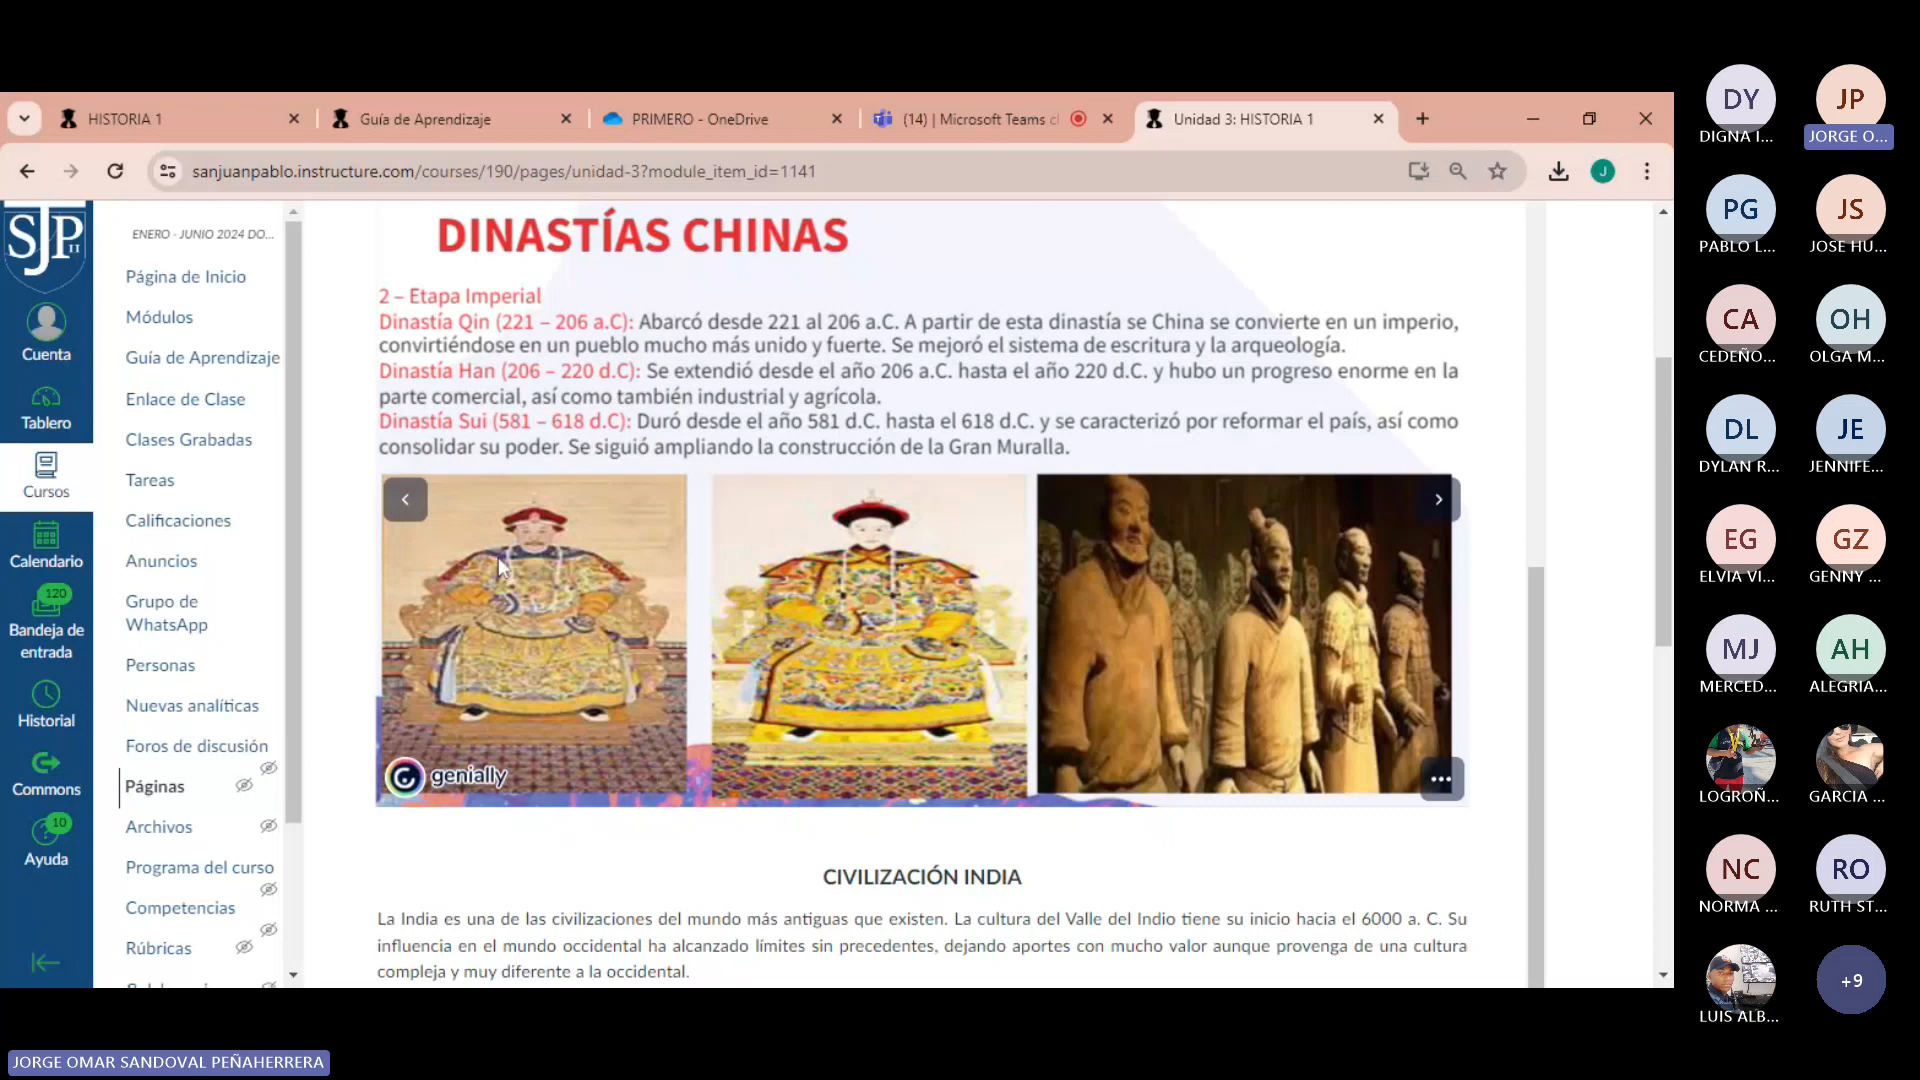 HISTORIA 1
Guía de Aprendizaje
PRIMERO - OneDrive
(14) | Microsoft Teams cl
Unidad 3: HISTORIA 1
sanjuanpablo.instructure.com/courses/190/pages/unidad-3?module_item_id=1141
J
SJP
II
Cuenta
Tablero
Cursos
Calendario
120
Bandeja de
entrada
Historial
Commons
10
Ayuda
ENERO - JUNIO 2024 DO...
Página de Inicio
Módulos
Guía de Aprendizaje
Enlace de Clase
Clases Grabadas
Tareas
Calificaciones
Anuncios
Grupo de
WhatsApp
Personas
Nuevas analíticas
Foros de discusión
Páginas
Archivos
Programa del curso
Competencias
Rúbricas
DINASTÍAS CHINAS
2 – Etapa Imperial
Dinastía Qin (221 – 206 a.C): Abarcó desde 221 al 206 a.C. A partir de esta dinastía se China se convierte en un imperio,
convirtiéndose en un pueblo mucho más unido y fuerte. Se mejoró el sistema de escritura y la arqueología.
Dinastía Han (206 – 220 d.C): Se extendió desde el año 206 a.C. hasta el año 220 d.C. y hubo un progreso enorme en la
parte comercial, así como también industrial y agrícola.
Dinastía Sui (581 – 618 d.C): Duró desde el año 581 d.C. hasta el 618 d.C. y se caracterizó por reformar el país, así como
consolidar su poder. Se siguió ampliando la construcción de la Gran Muralla.
genially
CIVILIZACIÓN INDIA
La India es una de las civilizaciones del mundo más antiguas que existen. La cultura del Valle del Indio tiene su inicio hacia el 6000 a. C. Su
influencia en el mundo occidental ha alcanzado límites sin precedentes, dejando aportes con mucho valor aunque provenga de una cultura
compleja y muy diferente a la occidental.
DY
DIGNA I...
JP
JORGE O...
PG
PABLO L...
JS
JOSE HU...
CA
CEDEÑO...
OH
OLGA M...
DL
DYLAN R...
JE
JENNIFE...
EG
ELVIA VI...
GZ
GENNY ...
MJ
MERCED...
AH
ALEGRIA...
LOGROÑ...
GARCIA ...
NC
NORMA ...
RO
RUTH ST...
LUIS ALB...
+9
JORGE OMAR SANDOVAL PEÑAHERRERA